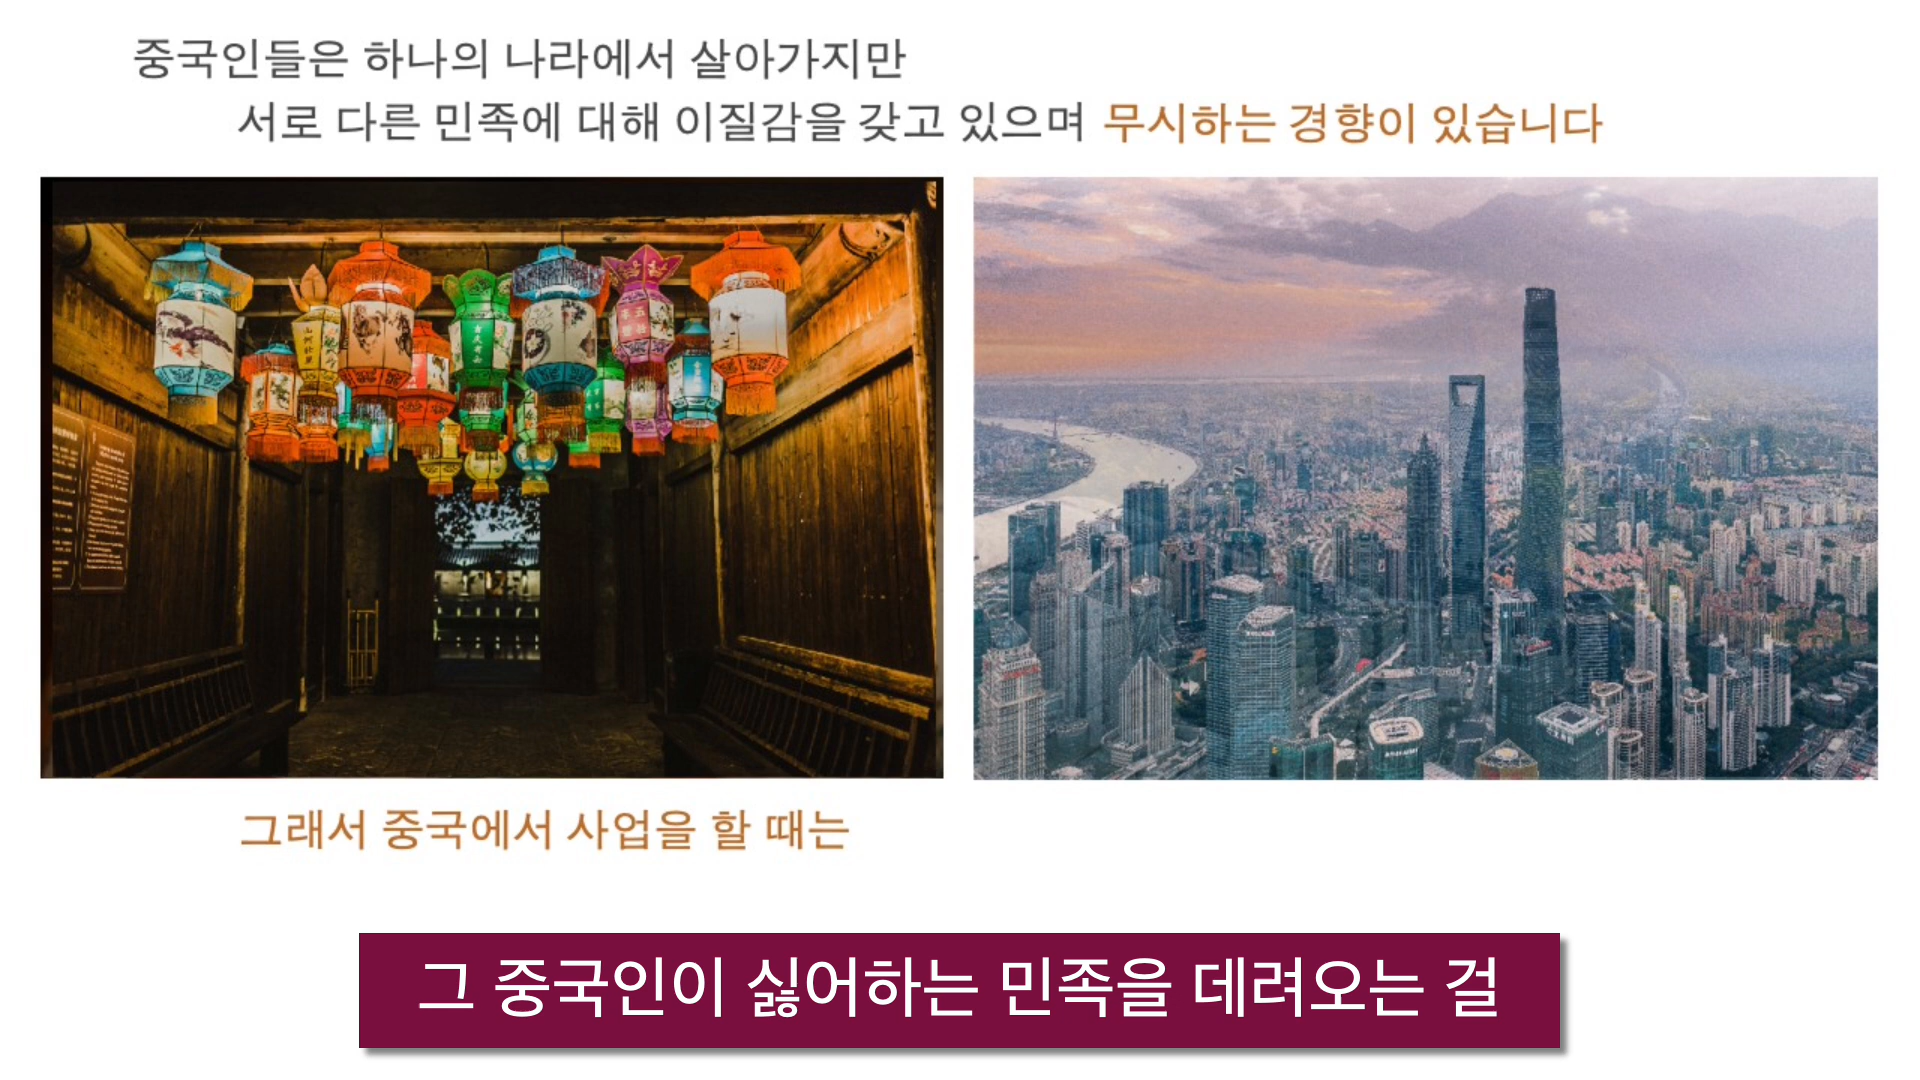 중국인들은 하나의 나라에서 살아가지만
서로 다른 민족에 대해 이질감을 갖고 있으며 무시하는 경향이 있습니다
그래서 중국에서 사업을 할 때는
그 중국인이 싫어하는 민족을 데려오는 걸